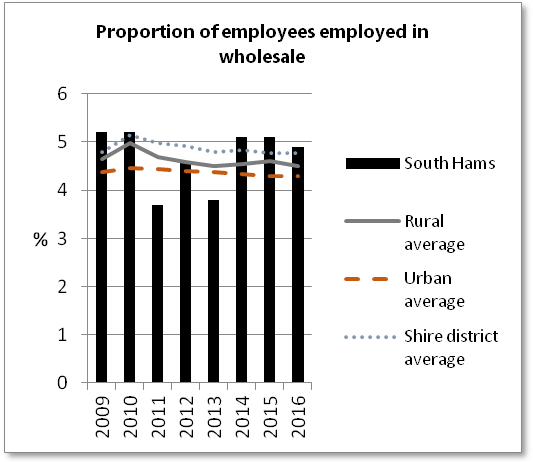 Proportion of employees employed in
wholesale
6
5
4
% 3
2
1
0
2009
2010
2011
2012
2013
2014
2015
2016
South Hams
Rural
average
Urban
average
Shire district
average